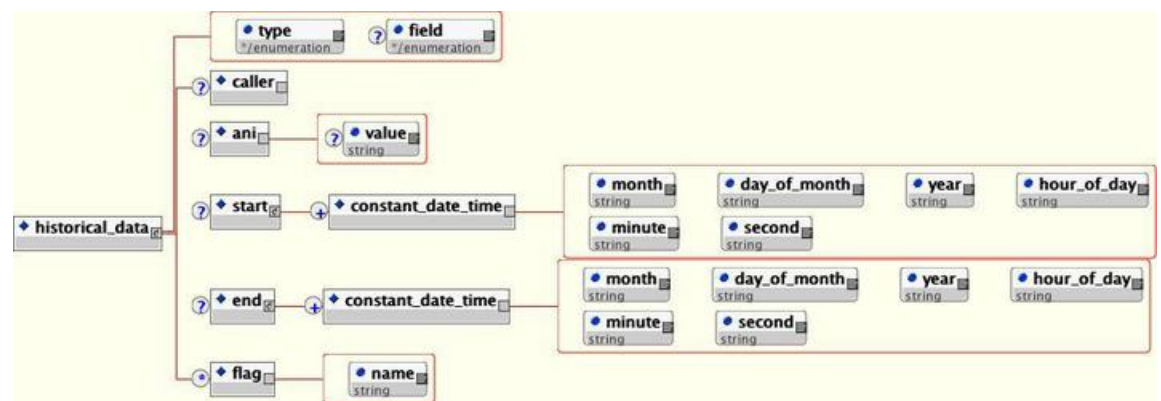 type
*/enumeration
? field
*/enumeration
? caller
? ani
? value
string
historical_data
? start
+ constant_date_time
month
string
day_of_month
string
year
string
hour_of_day
string
minute
string
second
string
? end
+ constant_date_time
month
string
day_of_month
string
year
string
hour_of_day
string
minute
string
second
string
* flag
name
string